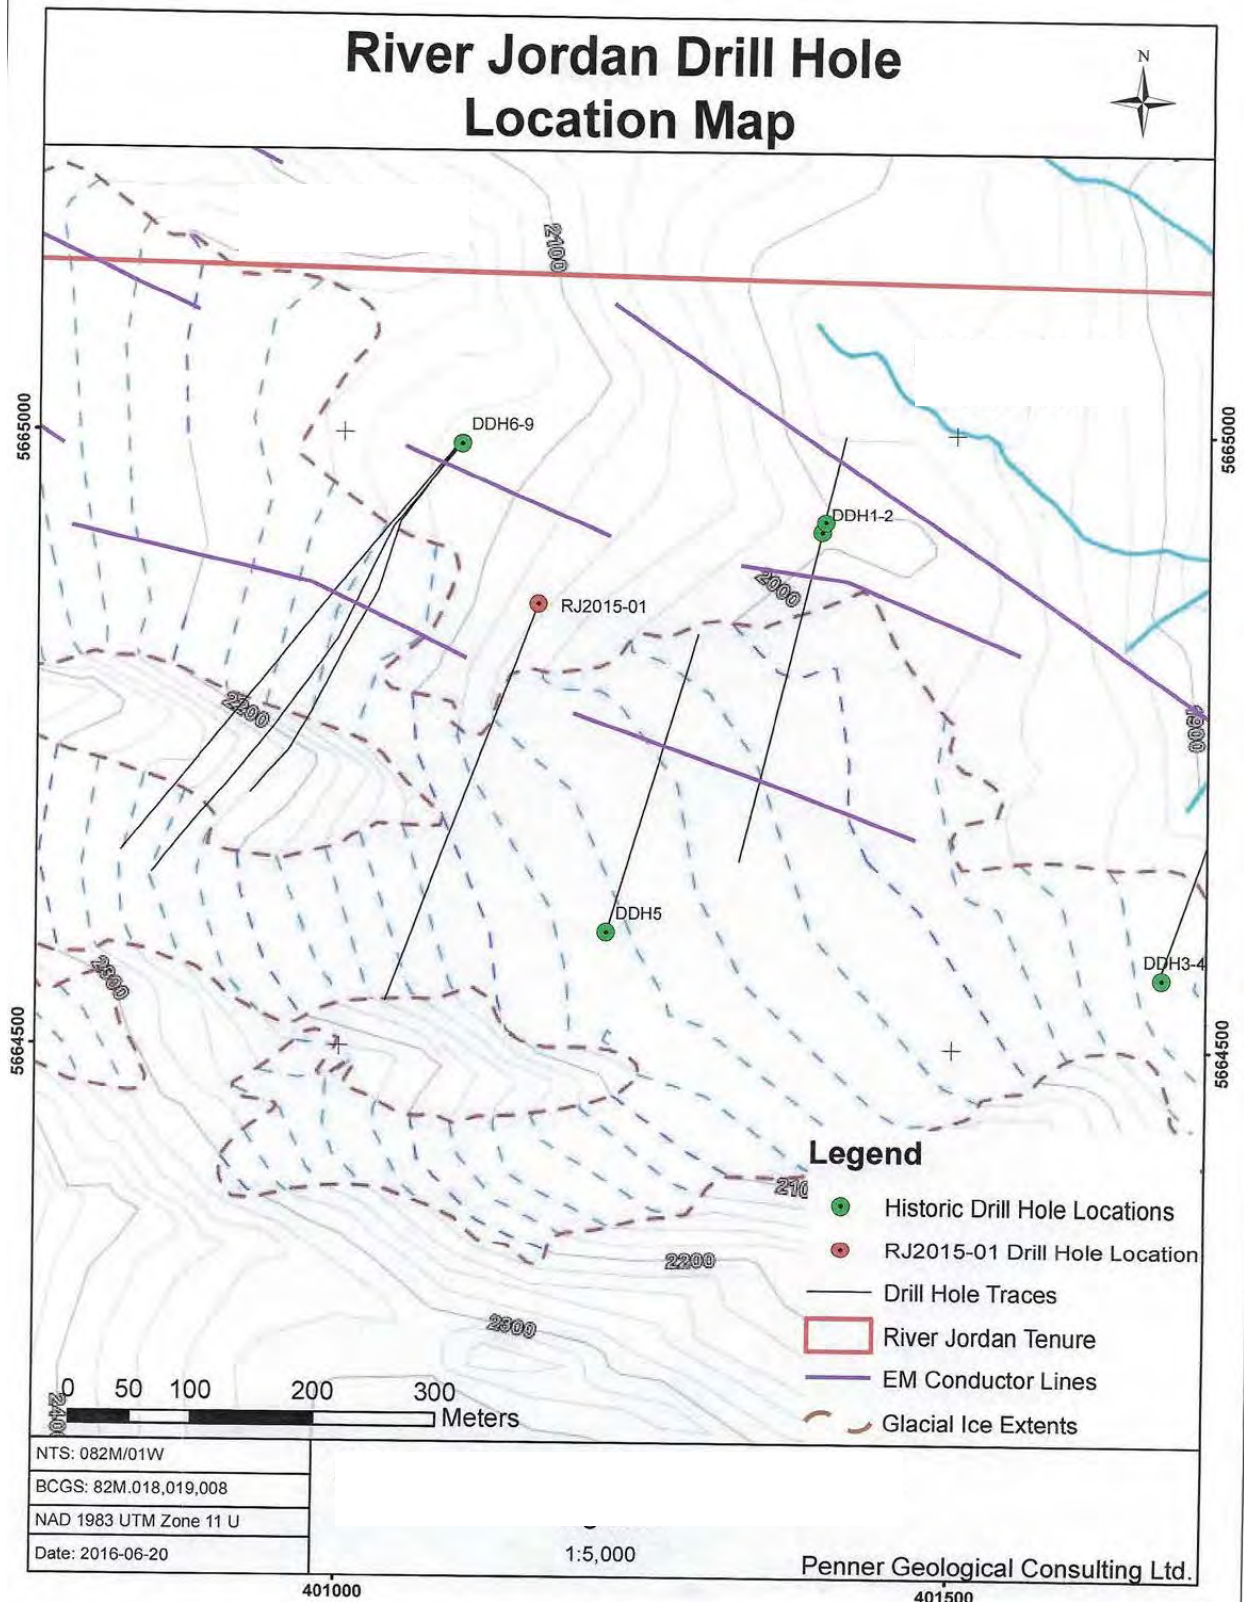 River Jordan Drill Hole
Location Map
N
2100
5665000
5665000
DDH6-9
DDH1-2
2000
RJ2015-01
2200
DDH5
DDH3-4
2300
5664500
5664500
Legend
Historic Drill Hole Locations
RJ2015-01 Drill Hole Location
Drill Hole Traces
River Jordan Tenure
EM Conductor Lines
Glacial Ice Extents
210
2200
2300
0 50 100 200 300
Meters
NTS: 082M/01W
BCGS: 82M.018,019,008
NAD 1983 UTM Zone 11 U
Date: 2016-06-20
1:5,000
Penner Geological Consulting Ltd.
401000
401500